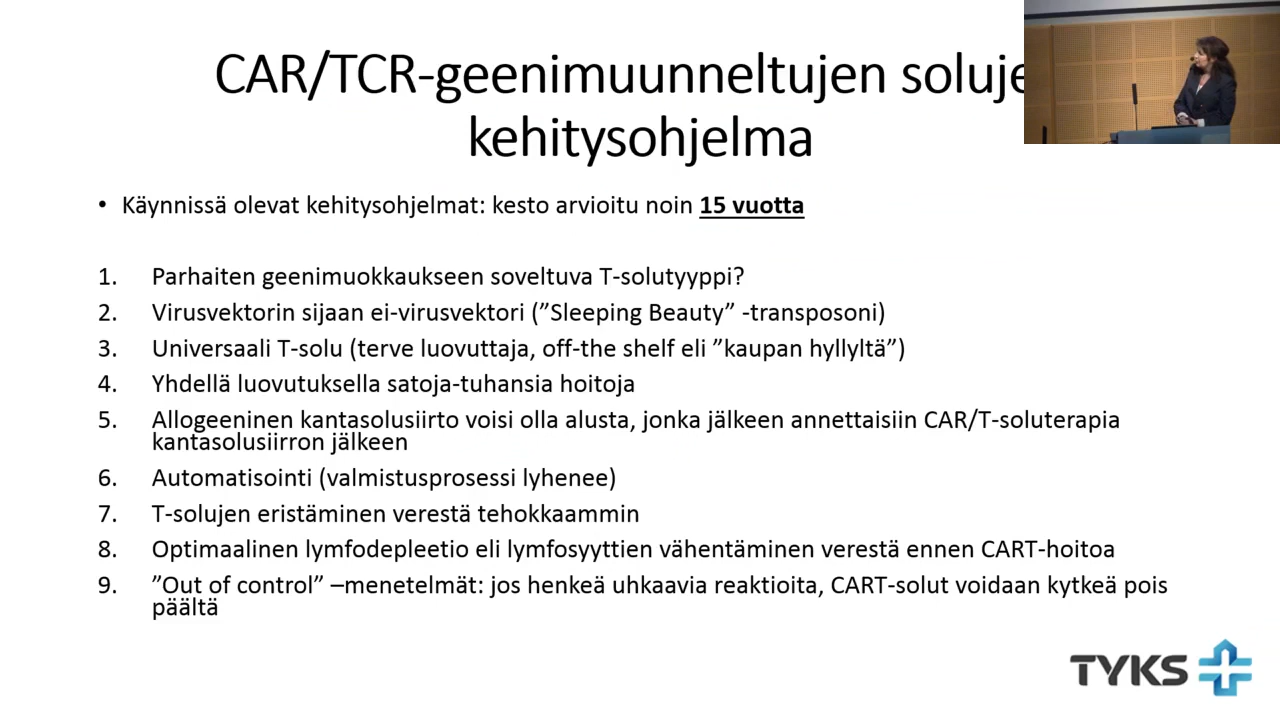 CAR/TCR-geenimuunneltujen soluje
kehitysohjelma
• Käynnissä olevat kehitysohjelmat: kesto arvioitu noin 15 vuotta
1. Parhaiten geenimuokkaukseen soveltuva T-solutyyppi?
2. Virusvektorin sijaan ei-virusvektori (”Sleeping Beauty” -transposoni)
3. Universaali T-solu (terve luovuttaja, off-the shelf eli ”kaupan hyllyltä”)
4. Yhdellä luovutuksella satoja-tuhansia hoitoja
5. Allogeeninen kantasolusiirto voisi olla alusta, jonka jälkeen annettaisiin CAR/T-soluterapia
kantasolusiirron jälkeen
6. Automatisointi (valmistusprosessi lyhenee)
7. T-solujen eristäminen verestä tehokkaammin
8. Optimaalinen lymfodepleetio eli lymfosyyttien vähentäminen verestä ennen CART-hoitoa
9. ”Out of control” –menetelmät: jos henkeä uhkaavia reaktioita, CART-solut voidaan kytkeä pois
päältä
TYKS